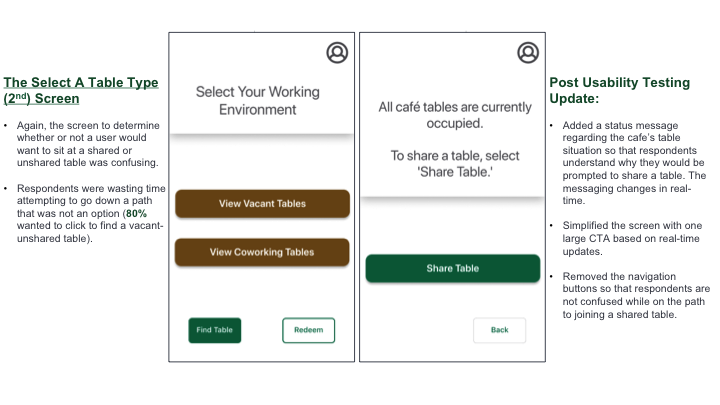 The Select A Table Type
(2nd) Screen
• Again, the screen to determine
whether or not a user would
want to sit at a shared or
unshared table was confusing.
• Respondents were wasting time
attempting to go down a path
that was not an option (80%
wanted to click to find a vacant-
unshared table).
Select Your Working
Environment
View Vacant Tables
View Coworking Tables
Find Table
Redeem
All café tables are currently
occupied.
To share a table, select
'Share Table.'
Share Table
Back
Post Usability Testing
Update:
• Added a status message
regarding the cafe's table
situation so that respondents
understand why they would be
prompted to share a table. The
messaging changes in real-
time.
• Simplified the screen with one
large CTA based on real-time
updates.
• Removed the navigation
buttons so that respondents are
not confused while on the path
to joining a shared table.